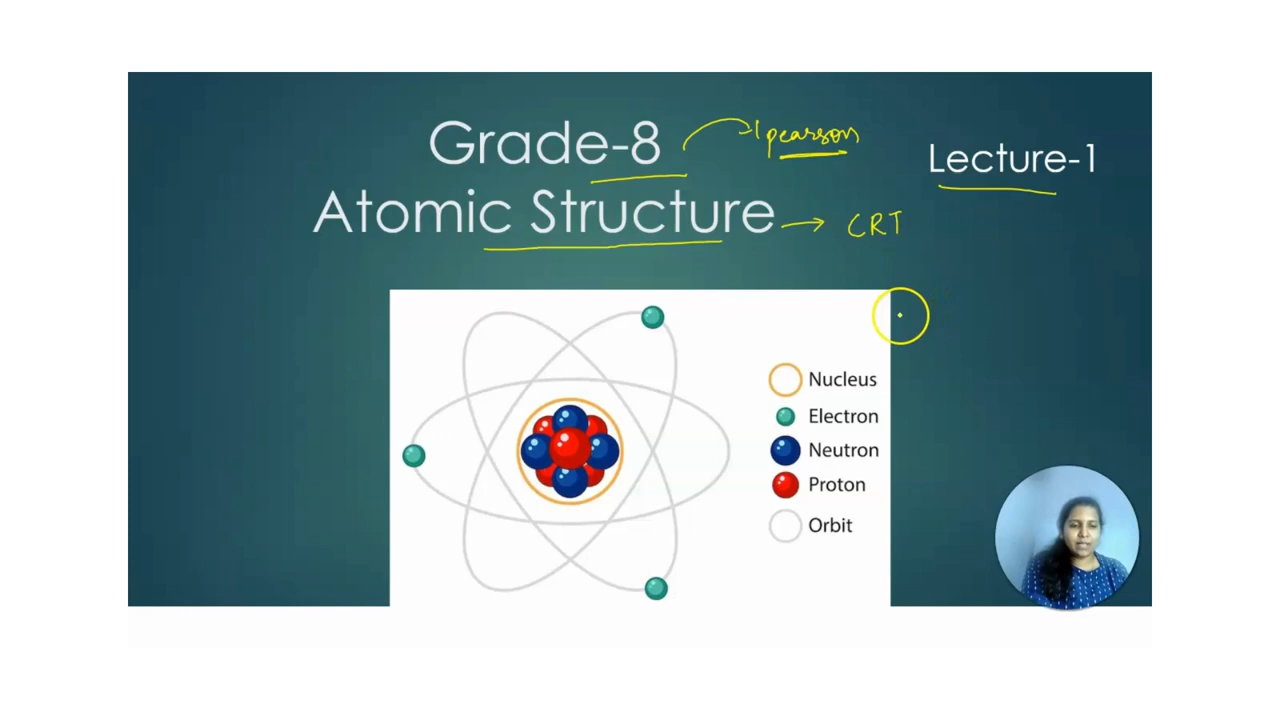 Grade-8 pearson
Lecture-1
Atomic Structure → CRT
Nucleus
Electron
Neutron
Proton
Orbit